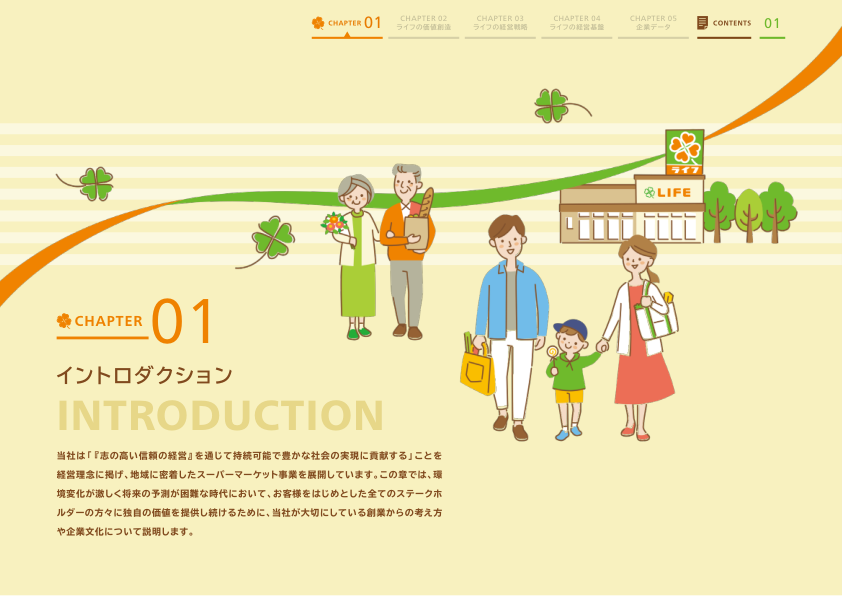 CHAPTER 01
CHAPTER 02
ライフの価値創造
CHAPTER 03
ライフの経営戦略
CHAPTER 04
ライフの経営基盤
CHAPTER 05
企業データ
CONTENTS
01
ライフ
LIFE
CHAPTER 01
イントロダクション
INTRODUCTION
当社は「『志の高い信頼の経営』を通じて持続可能で豊かな社会の実現に貢献する」ことを
経営理念に掲げ、地域に密着したスーパーマーケット事業を展開しています。この章では、環
境変化が激しく将来の予測が困難な時代において、お客様をはじめとした全てのステークホ
ルダーの方々に独自の価値を提供し続けるために、当社が大切にしている創業からの考え方
や企業文化について説明します。